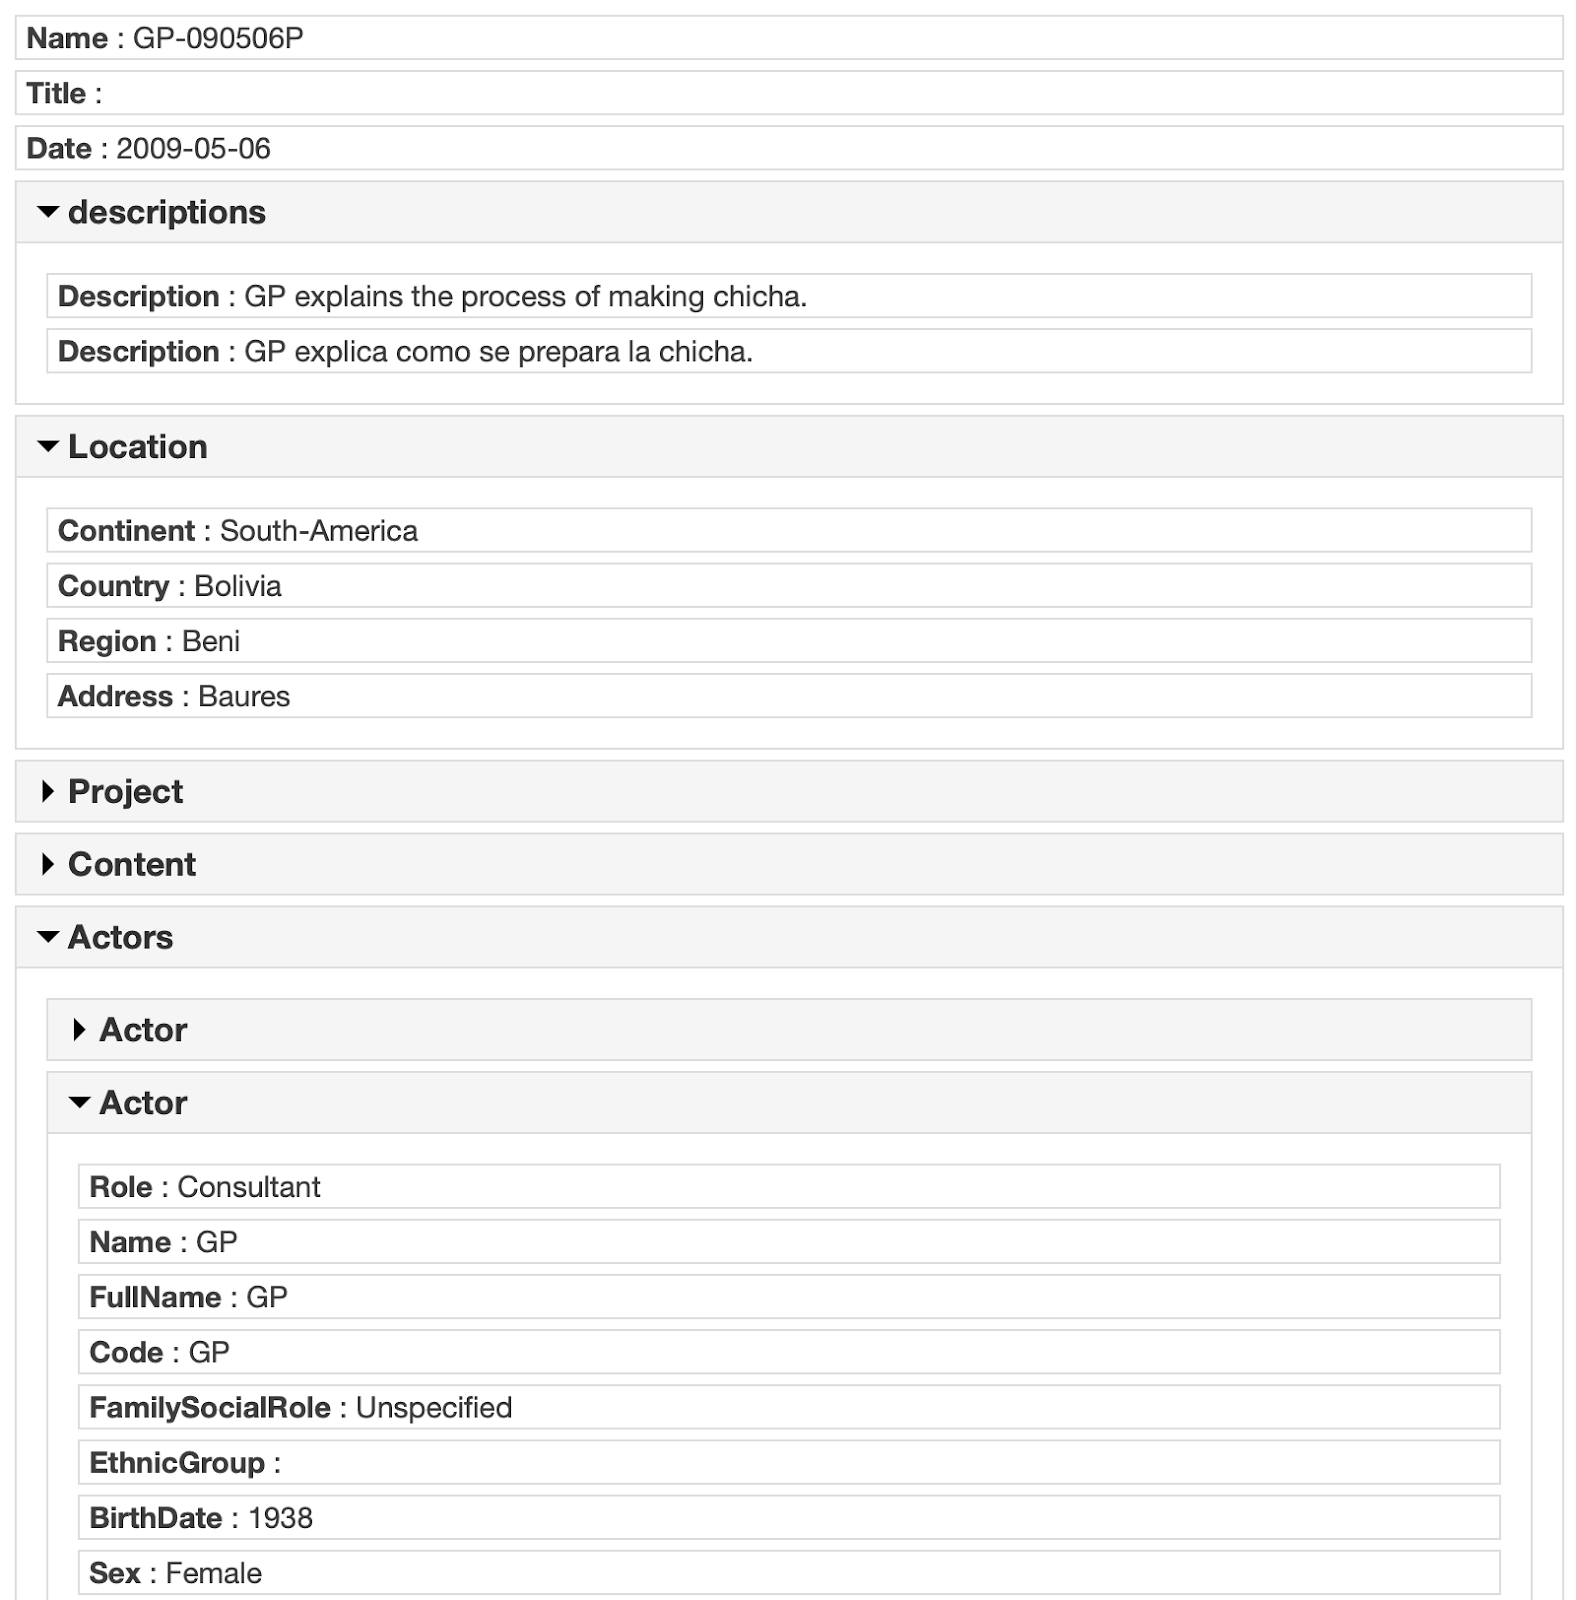 Name : GP-090506P
Title :
Date : 2009-05-06
descriptions
Description : GP explains the process of making chicha.
Description : GP explica como se prepara la chicha.
Location
Continent : South-America
Country : Bolivia
Region : Beni
Address : Baures
Project
Content
Actors
Actor
Actor
Role : Consultant
Name : GP
FullName : GP
Code : GP
FamilySocialRole : Unspecified
EthnicGroup :
BirthDate : 1938
Sex : Female